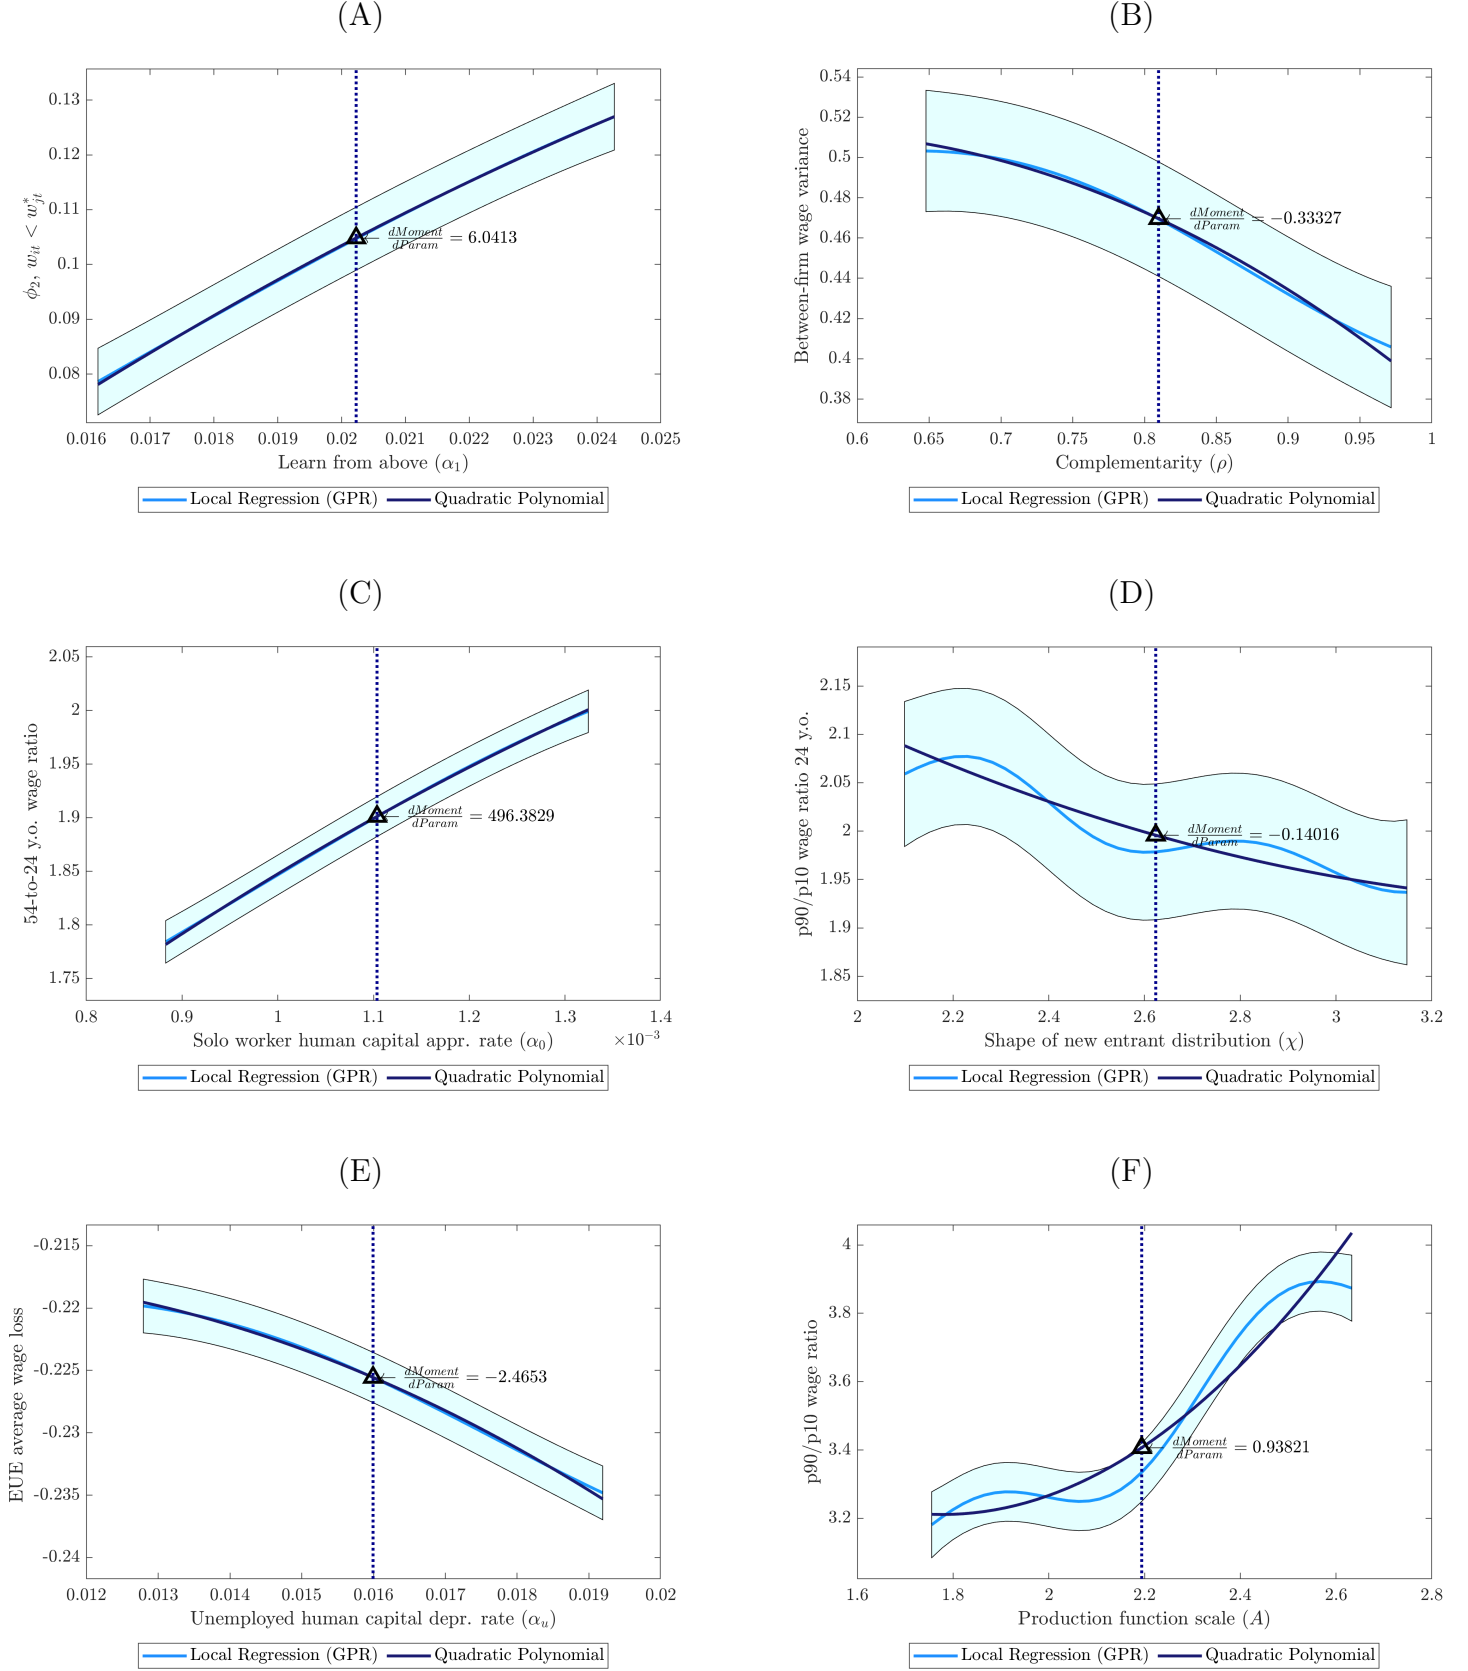 (A)
0.13
0.12
0.11
0.1
0.09
0.08
ϕ₂, w_{it} < w*_{jt}
dMoment/dParam = 6.0413
0.016 0.017 0.018 0.019 0.02 0.021 0.022 0.023 0.024 0.025
Learn from above (α₁)
Local Regression (GPR) Quadratic Polynomial
(B)
0.54
0.52
0.5
0.48
0.46
0.44
0.42
0.4
0.38
Between-firm wage variance
dMoment/dParam = −0.33327
0.6 0.65 0.7 0.75 0.8 0.85 0.9 0.95 1
Complementarity (ρ)
Local Regression (GPR) Quadratic Polynomial
(C)
2.05
2
1.95
1.9
1.85
1.8
1.75
54-to-24 y.o. wage ratio
dMoment/dParam = 496.3829
0.8 0.9 1 1.1 1.2 1.3 1.4
×10⁻³
Solo worker human capital appr. rate (α₀)
Local Regression (GPR) Quadratic Polynomial
(D)
2.15
2.1
2.05
2
1.95
1.9
1.85
p90/p10 wage ratio 24 y.o.
dMoment/dParam = −0.14016
2 2.2 2.4 2.6 2.8 3 3.2
Shape of new entrant distribution (χ)
Local Regression (GPR) Quadratic Polynomial
(E)
-0.215
-0.22
-0.225
-0.23
-0.235
-0.24
EUE average wage loss
dMoment/dParam = −2.4653
0.012 0.013 0.014 0.015 0.016 0.017 0.018 0.019 0.02
Unemployed human capital depr. rate (αᵤ)
Local Regression (GPR) Quadratic Polynomial
(F)
4
3.8
3.6
3.4
3.2
p90/p10 wage ratio
dMoment/dParam = 0.93821
1.6 1.8 2 2.2 2.4 2.6 2.8
Production function scale (A)
Local Regression (GPR) Quadratic Polynomial